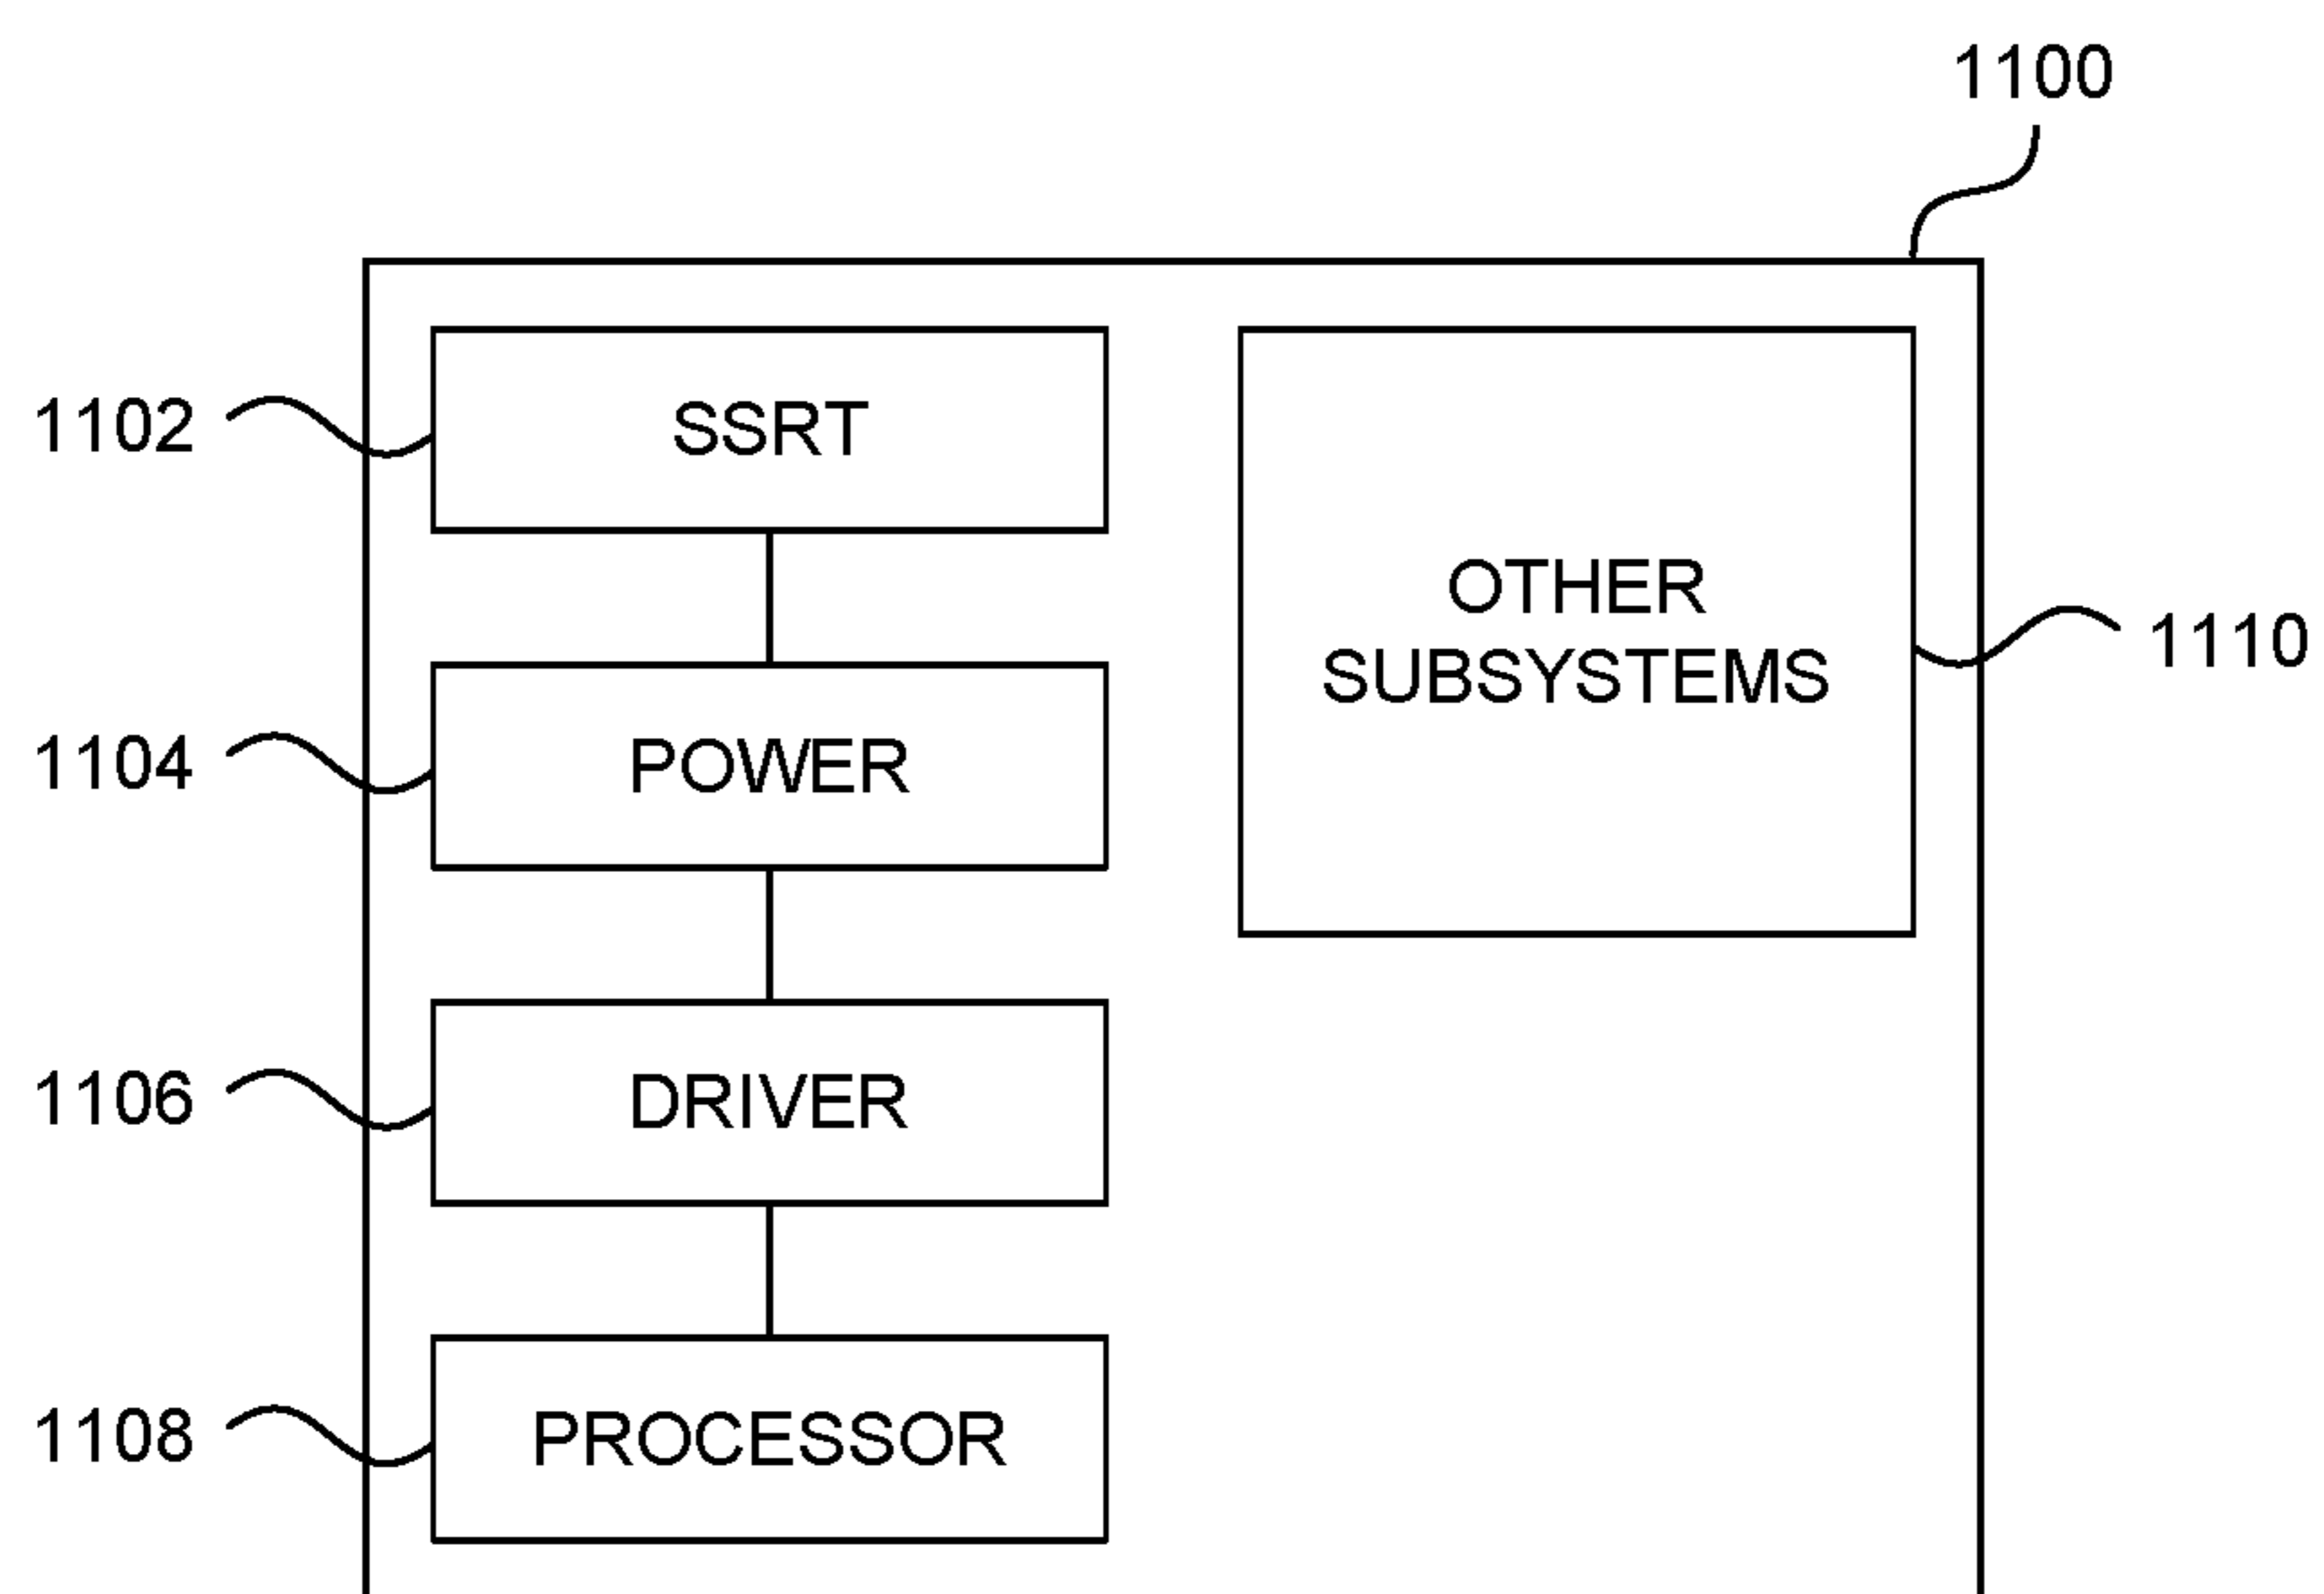 1100
1102
SSRT
OTHER
SUBSYSTEMS
1110
1104
POWER
1106
DRIVER
1108
PROCESSOR